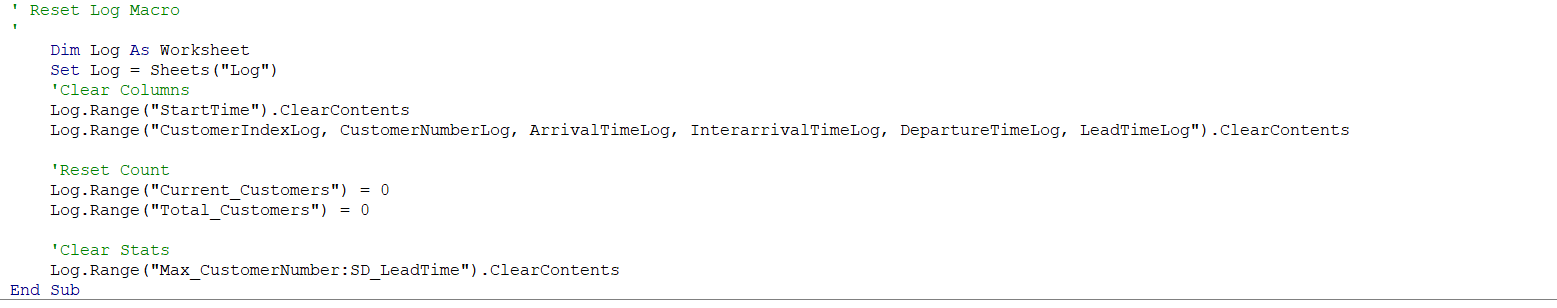 ' Reset Log Macro
'
    Dim Log As Worksheet
    Set Log = Sheets("Log")
    'Clear Columns
    Log.Range("StartTime").ClearContents
    Log.Range("CustomerIndexLog, CustomerNumberLog, ArrivalTimeLog, InterarrivalTimeLog, DepartureTimeLog, LeadTimeLog").ClearContents

    'Reset Count
    Log.Range("Current_Customers") = 0
    Log.Range("Total_Customers") = 0

    'Clear Stats
    Log.Range("Max_CustomerNumber:SD_LeadTime").ClearContents
End Sub